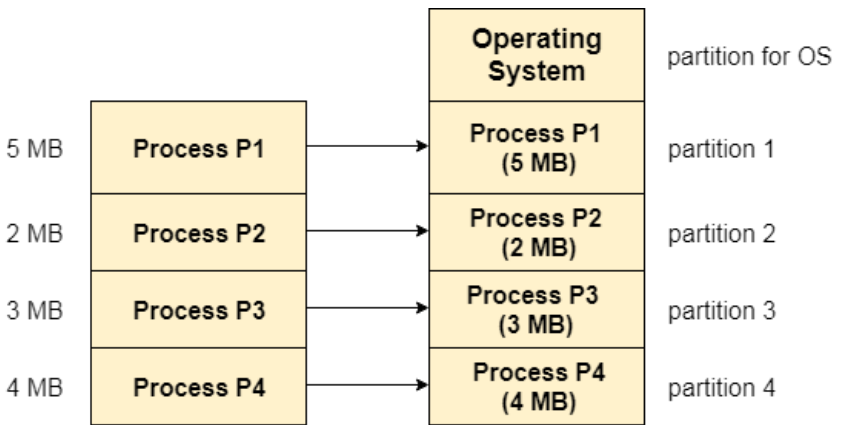 Operating
System
partition for OS
5 MB
Process P1
Process P1
(5 MB)
partition 1
2 MB
Process P2
Process P2
(2 MB)
partition 2
3 MB
Process P3
Process P3
(3 MB)
partition 3
4 MB
Process P4
Process P4
(4 MB)
partition 4